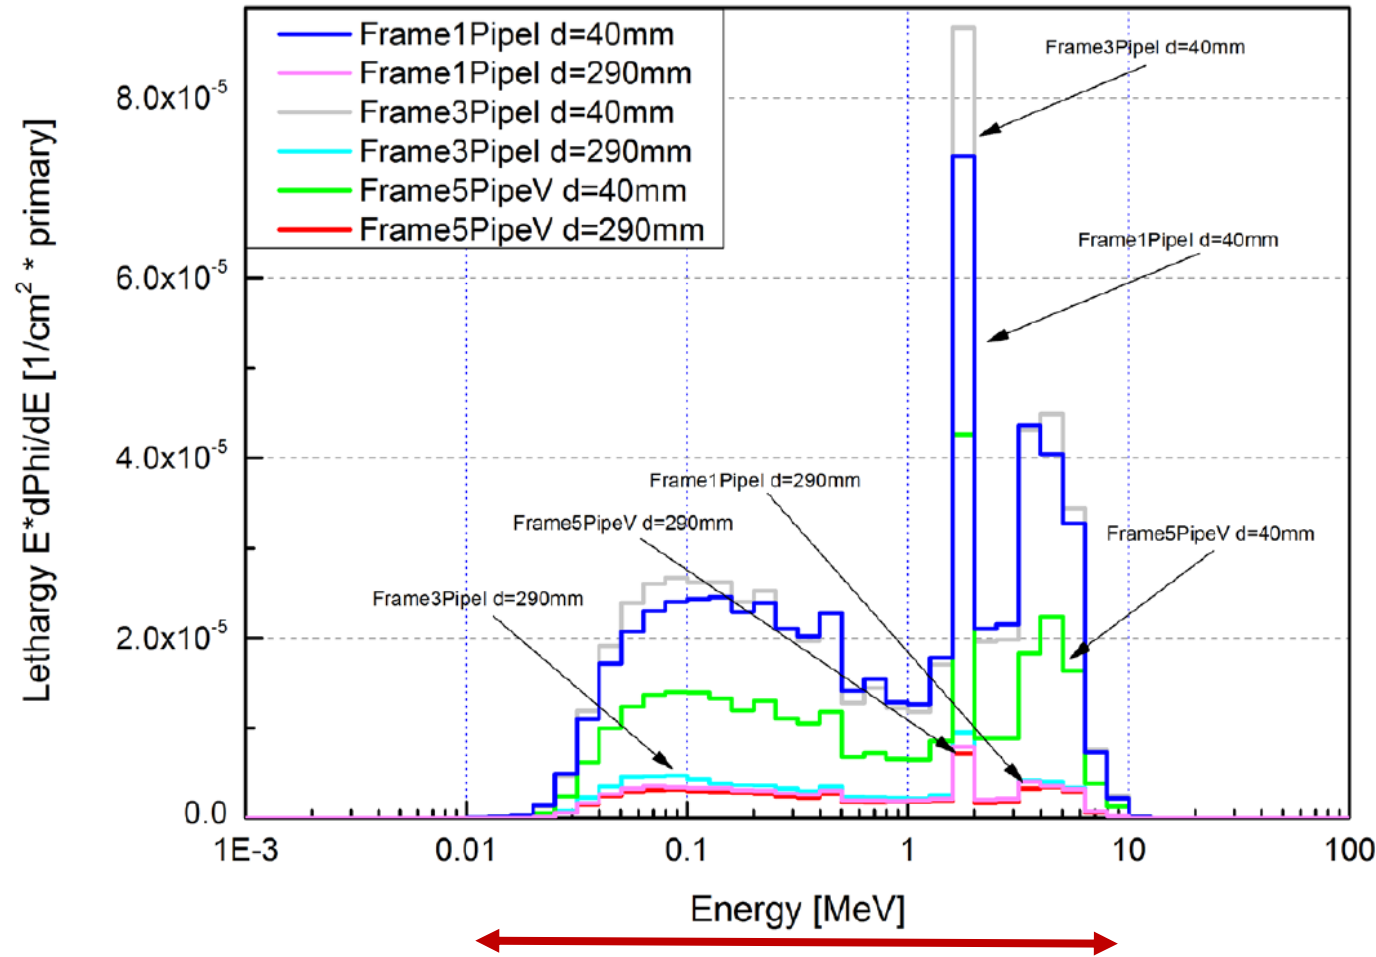 Frame1PipeI d=40mm
Frame1PipeI d=290mm
Frame3PipeI d=40mm
Frame3PipeI d=290mm
Frame5PipeV d=40mm
Frame5PipeV d=290mm
Frame3PipeI d=40mm
Frame1PipeI d=40mm
Frame1PipeI d=290mm
Frame5PipeV d=290mm
Frame5PipeV d=40mm
Frame3PipeI d=290mm
Lethargy E*dPhi/dE [1/cm² * primary]
8.0x10⁻⁵
6.0x10⁻⁵
4.0x10⁻⁵
2.0x10⁻⁵
0.0
1E-3 0.01 0.1 1 10 100
Energy [MeV]